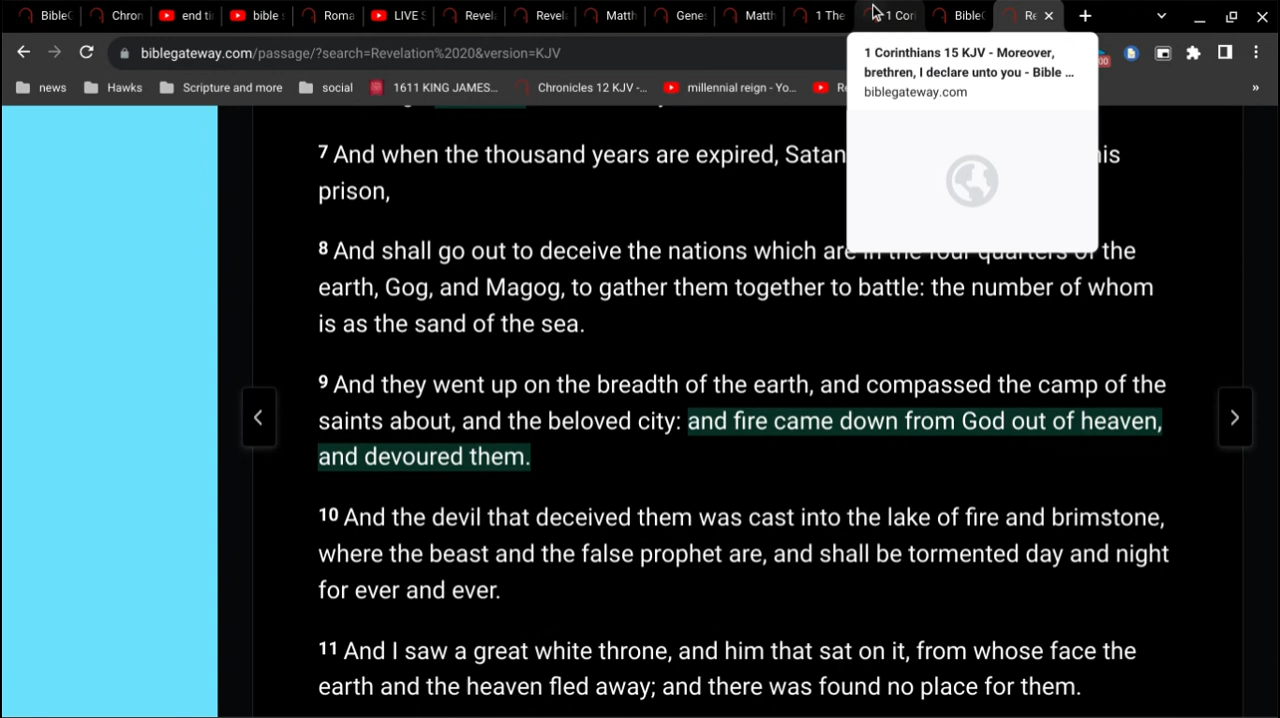 BibleG
Chron
end ti
bible s
Roma
LIVE S
Revela
Revela
Matth
Gene:
Matth
1 The
1 Cori
BibleG
Re
biblegateway.com/passage/?search=Revelation%2020&version=KJV
1 Corinthians 15 KJV - Moreover,
brethren, I declare unto you - Bible ...
biblegateway.com
news
Hawks
Scripture and more
social
1611 KING JAMES...
Chronicles 12 KJV -...
millennial reign - Yo...
»
7 And when the thousand years are expired, Satan his
prison,
8 And shall go out to deceive the nations which are in the four quarters of the
earth, Gog, and Magog, to gather them together to battle: the number of whom
is as the sand of the sea.
9 And they went up on the breadth of the earth, and compassed the camp of the
saints about, and the beloved city: and fire came down from God out of heaven,
and devoured them.
10 And the devil that deceived them was cast into the lake of fire and brimstone,
where the beast and the false prophet are, and shall be tormented day and night
for ever and ever.
11 And I saw a great white throne, and him that sat on it, from whose face the
earth and the heaven fled away; and there was found no place for them.